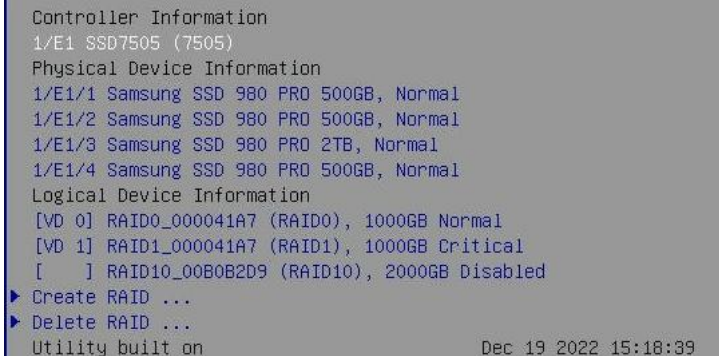 Controller Information
1/E1 SSD7505 (7505)
Physical Device Information
1/E1/1 Samsung SSD 980 PRO 500GB, Normal
1/E1/2 Samsung SSD 980 PRO 500GB, Normal
1/E1/3 Samsung SSD 980 PRO 2TB, Normal
1/E1/4 Samsung SSD 980 PRO 500GB, Normal
Logical Device Information
[VD 0] RAID0_000041A7 (RAID0), 1000GB Normal
[VD 1] RAID1_000041A7 (RAID1), 1000GB Critical
[ ] RAID10_00B0B2D9 (RAID10), 2000GB Disabled
Create RAID ...
Delete RAID ...
Utility built on Dec 19 2022 15:18:39